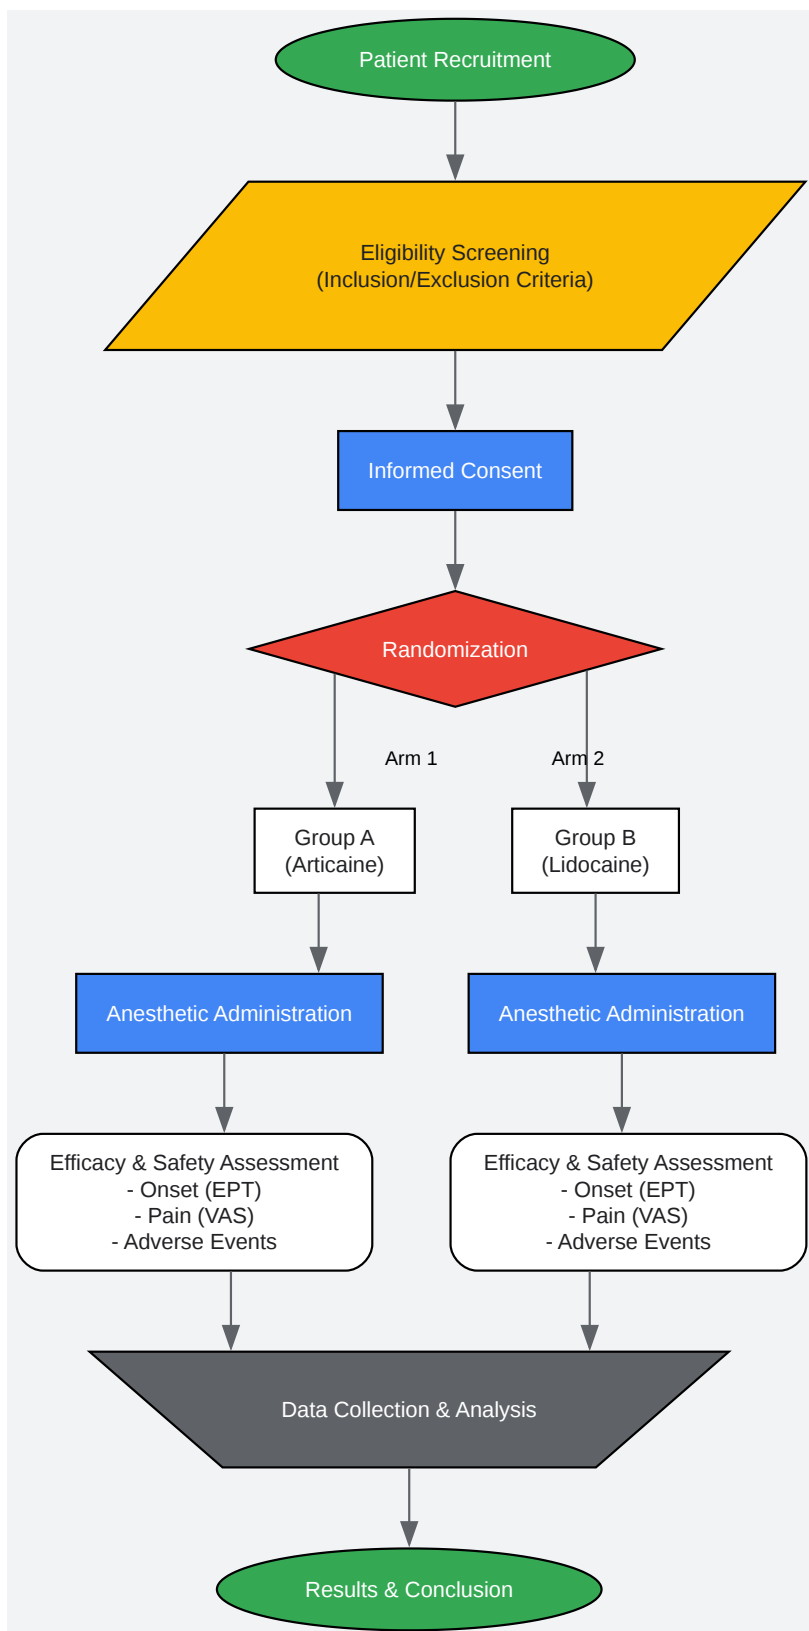 Patient Recruitment
Eligibility Screening
(Inclusion/Exclusion Criteria)
Informed Consent
Randomization
Arm 1
Arm 2
Group A
(Articaine)
Group B
(Lidocaine)
Anesthetic Administration
Anesthetic Administration
Efficacy & Safety Assessment
- Onset (EPT)
- Pain (VAS)
- Adverse Events
Efficacy & Safety Assessment
- Onset (EPT)
- Pain (VAS)
- Adverse Events
Data Collection & Analysis
Results & Conclusion